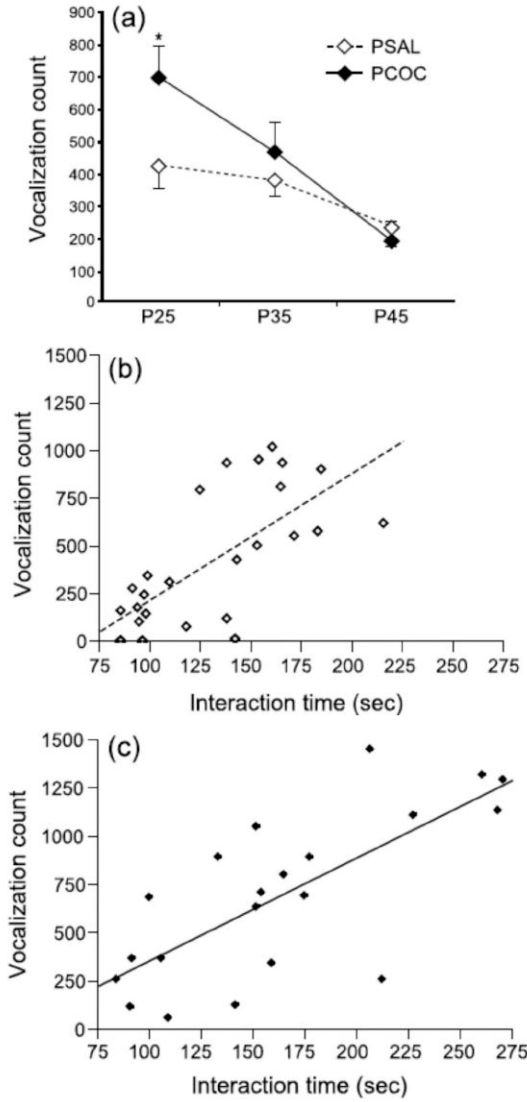 (a)
*
PSAL
PCOC
Vocalization count
900
800
700
600
500
400
300
200
100
0
P25 P35 P45
(b)
Vocalization count
1500
1250
1000
750
500
250
0
75 100 125 150 175 200 225 250 275
Interaction time (sec)
(c)
Vocalization count
1500
1250
1000
750
500
250
0
75 100 125 150 175 200 225 250 275
Interaction time (sec)